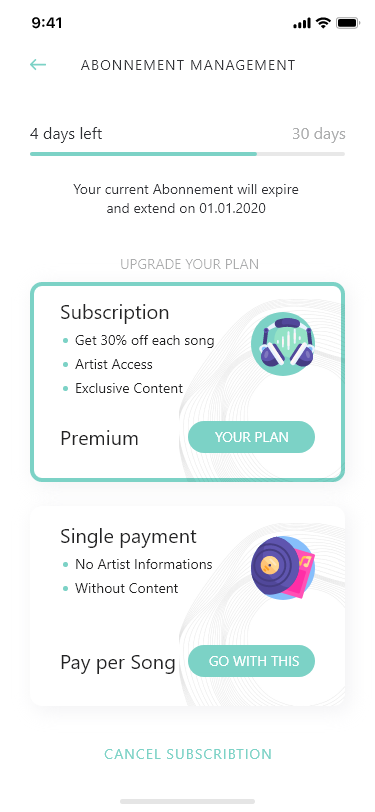 9:41
ABONNEMENT MANAGEMENT
4 days left
30 days
Your current Abonnement will expire
and extend on 01.01.2020
UPGRADE YOUR PLAN
Subscription
Get 30% off each song
Artist Access
Exclusive Content
Premium
YOUR PLAN
Single payment
No Artist Informations
Without Content
Pay per Song
GO WITH THIS
CANCEL SUBSCRIBTION